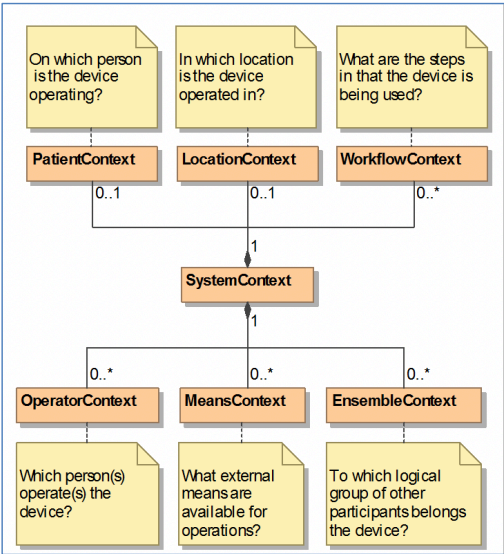 On which person
is the device
operating?
In which location
is the device
operated in?
What are the steps
in that the device is
being used?
PatientContext
LocationContext
WorkflowContext
0..1
0..1
0..*
1
SystemContext
1
0..*
0..*
0..*
OperatorContext
MeansContext
EnsembleContext
Which person(s)
operate(s) the
device?
What external
means are
available for
operations?
To which logical
group of other
participants belongs
the device?